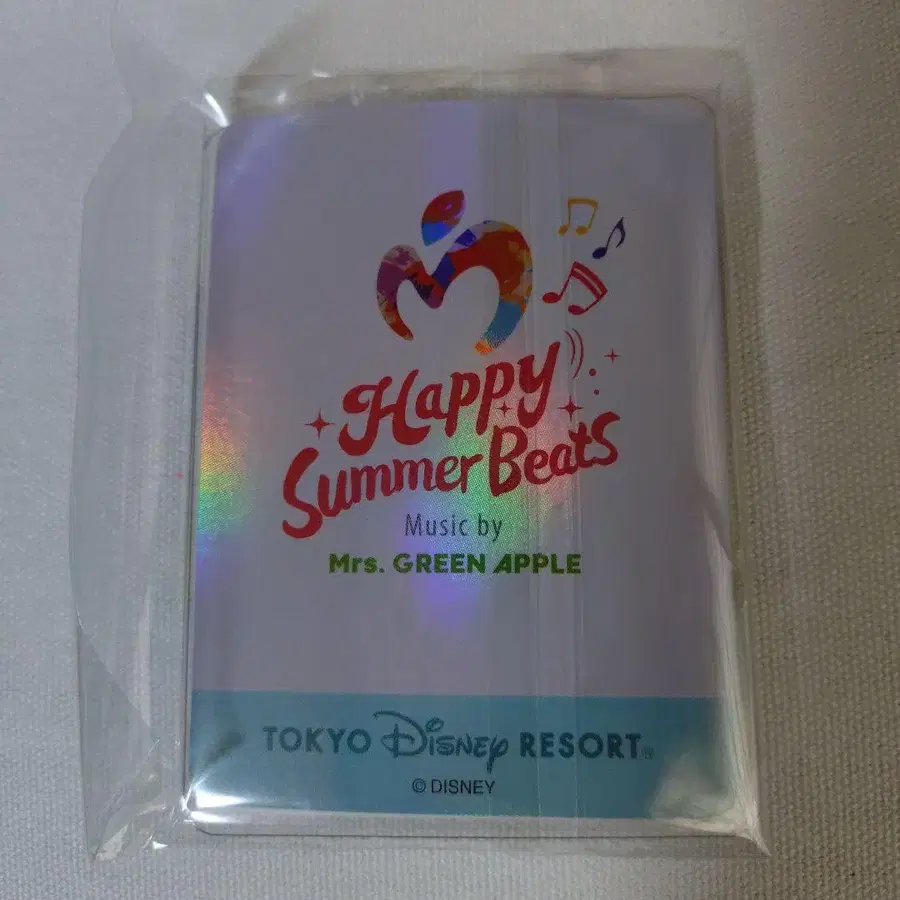 Happy
Summer Beats
Music by
Mrs. GREEN APPLE
TOKYO Disney RESORT®
© DISNEY